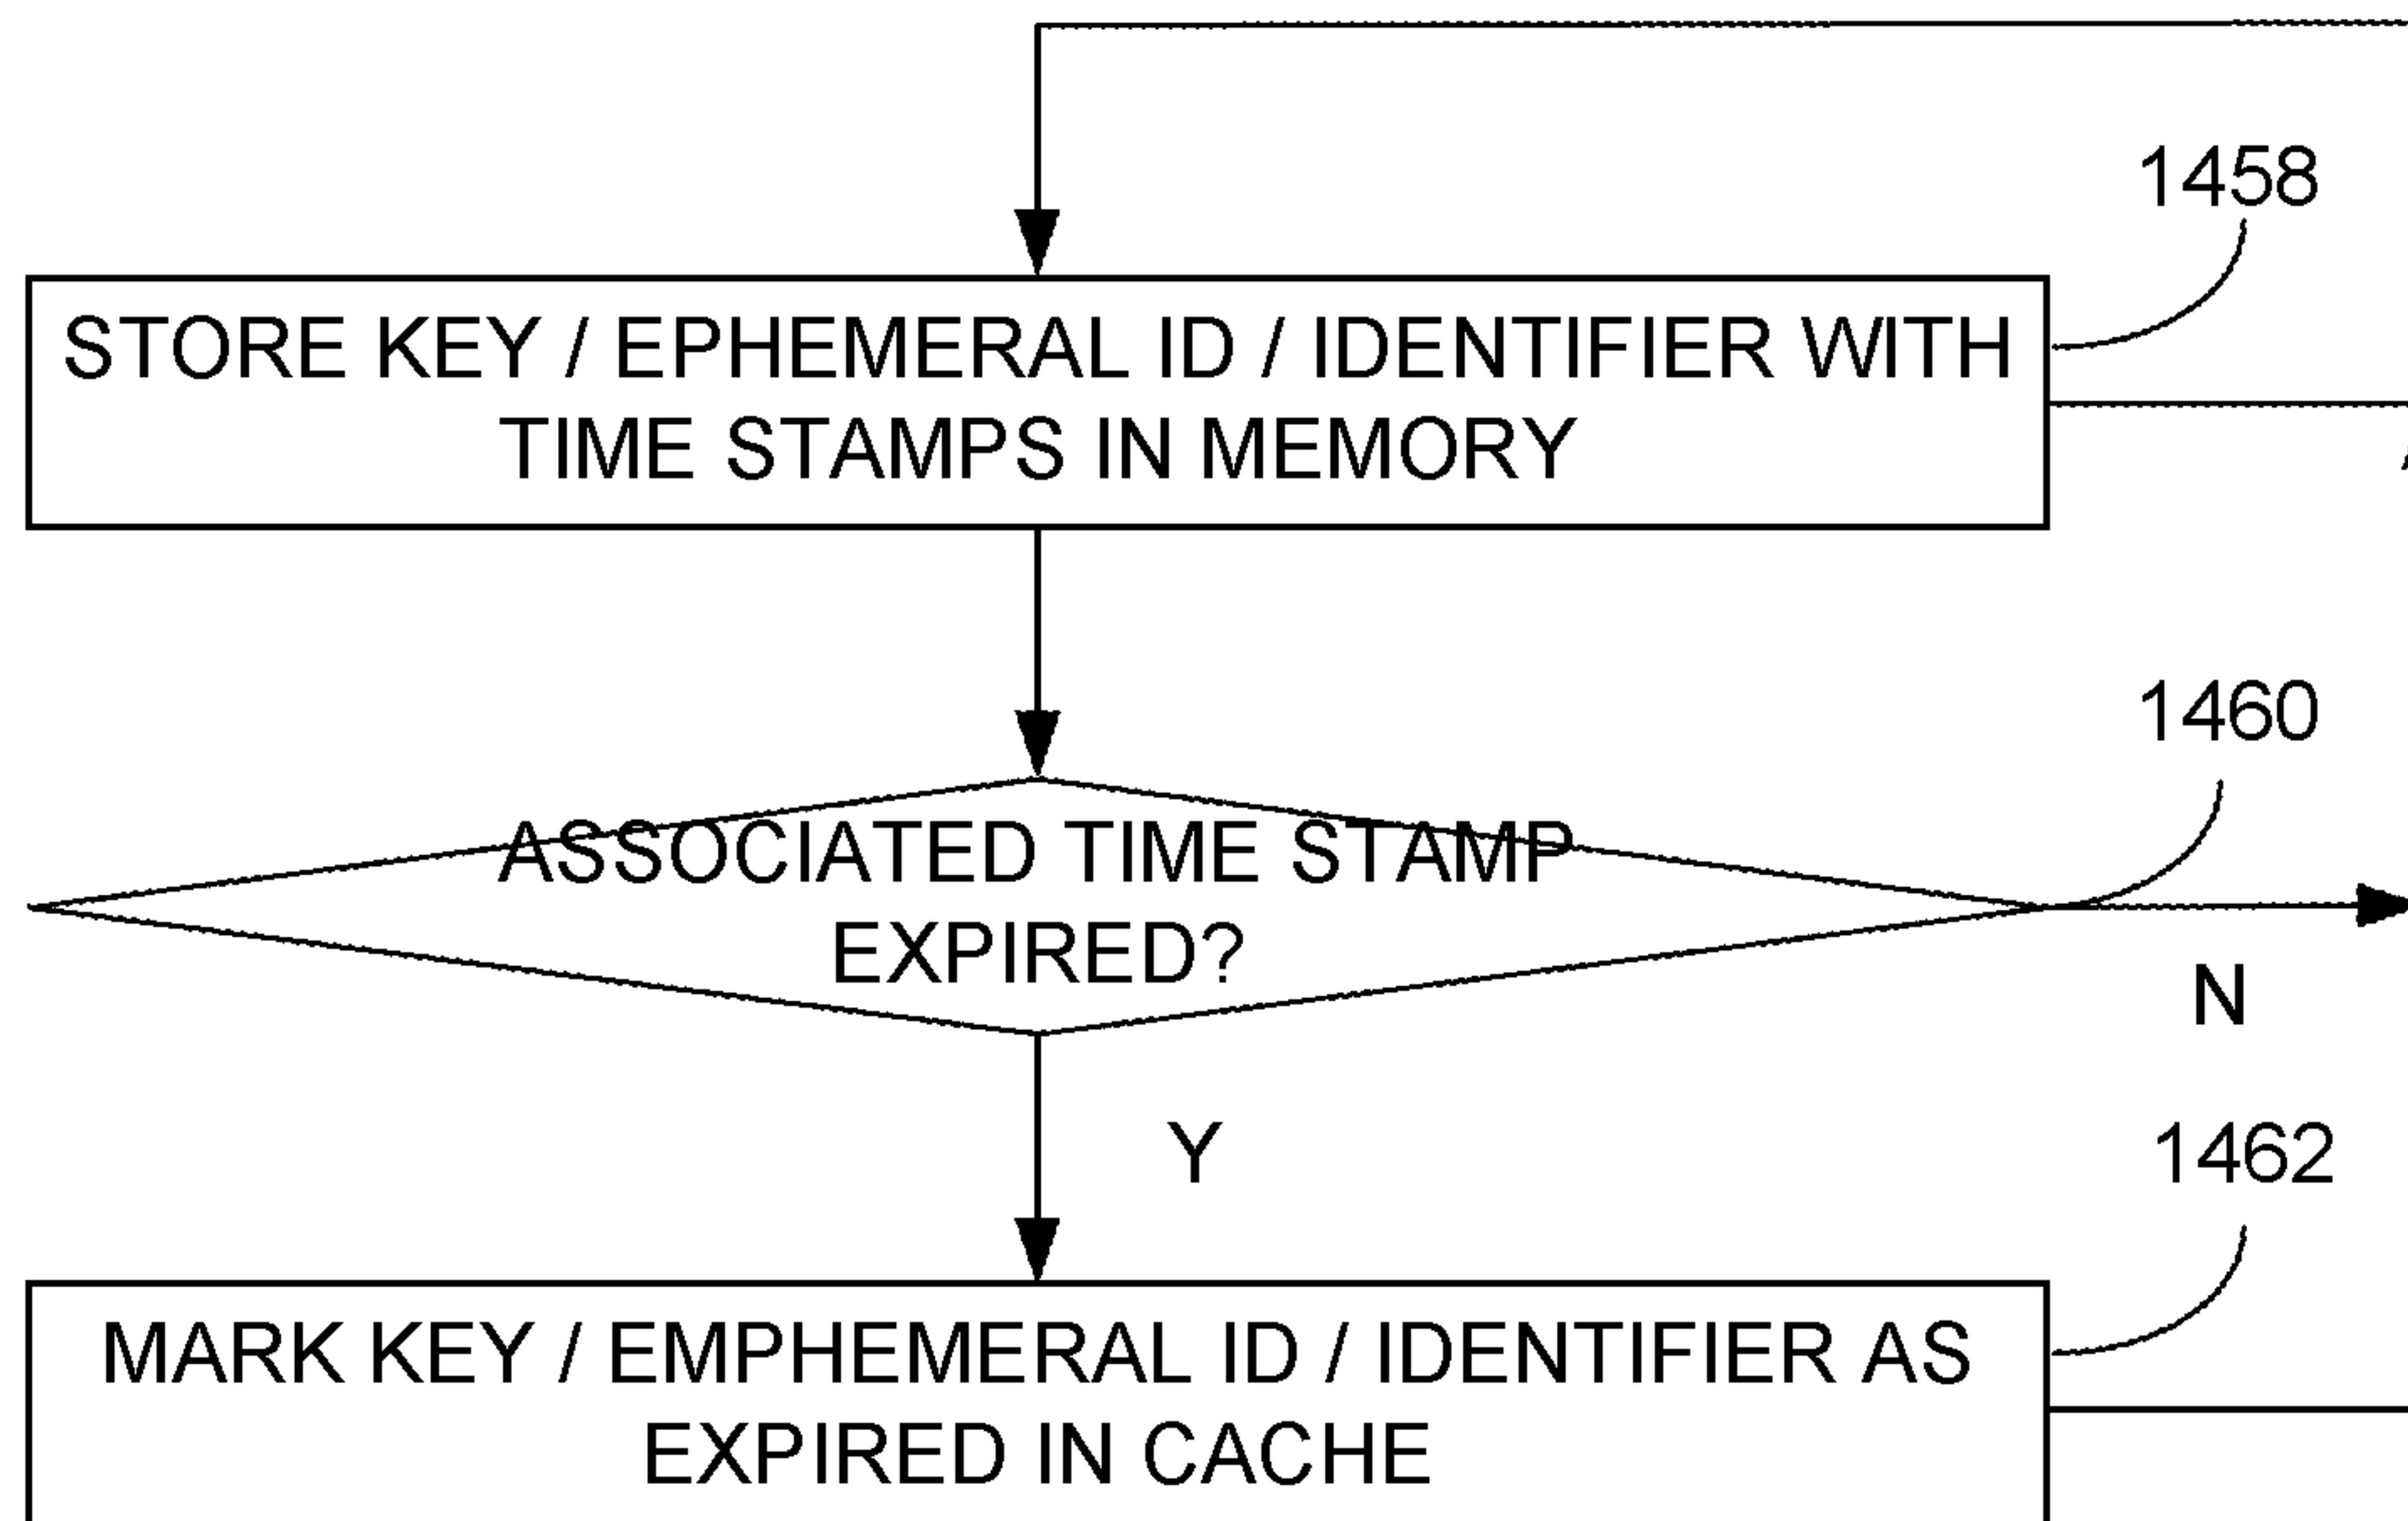 1458
STORE KEY / EPHEMERAL ID / IDENTIFIER WITH
TIME STAMPS IN MEMORY
1460
ASSOCIATED TIME STAMP
EXPIRED?
N
Y
1462
MARK KEY / EMPHEMERAL ID / IDENTIFIER AS
EXPIRED IN CACHE